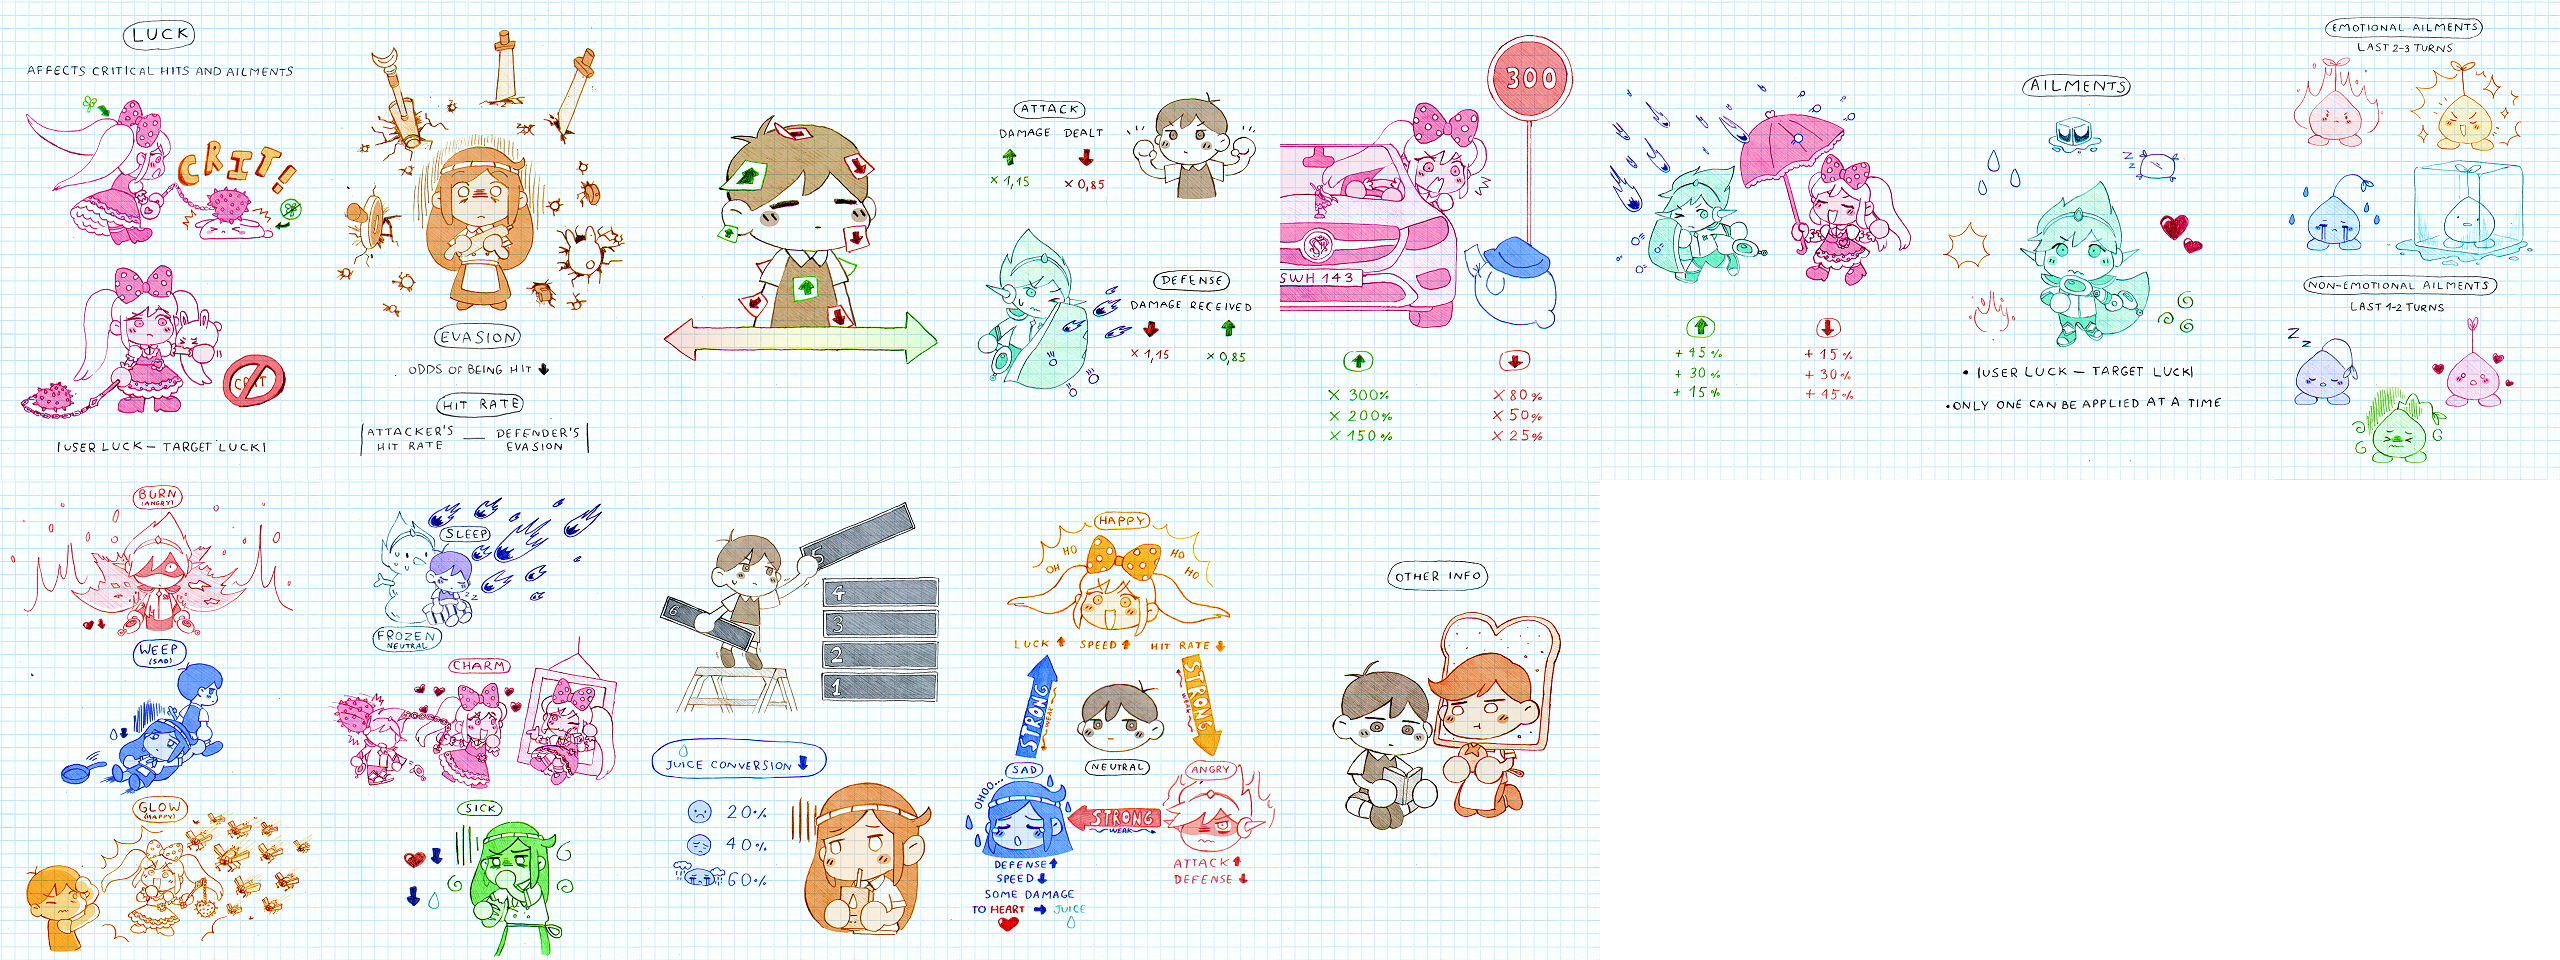 LUCK
AFFECTS CRITICAL HITS AND AILMENTS
CRIT!
CRIT
|USER LUCK — TARGET LUCK|
EVASION
ODDS OF BEING HIT
HIT RATE
|ATTACKER'S HIT RATE — DEFENDER'S EVASION|
ATTACK
DAMAGE DEALT
x 1,15 x 0,85
DEFENSE
DAMAGE RECEIVED
x 1,15 x 0,85
300
SWH 143
x 300% x 80%
x 200% x 50%
x 150% x 25%
+ 45% + 15%
+ 30% + 30%
+ 15% + 45%
AILMENTS
Z Z
• |USER LUCK — TARGET LUCK|
• ONLY ONE CAN BE APPLIED AT A TIME
EMOTIONAL AILMENTS
LAST 2-3 TURNS
NON-EMOTIONAL AILMENTS
LAST 1-2 TURNS
Z Z
BURN
(ANGRY)
WEEP
(SAD)
GLOW
(HAPPY)
SLEEP
Z Z
FROZEN
NEUTRAL
CHARM
SICK
5
6
4
3
2
1
JUICE CONVERSION
20%
40%
60%
HAPPY
HO HO
OH HO
LUCK SPEED HIT RATE
STRONG
WEAK
STRONG
WEAK
SAD NEUTRAL ANGRY
OHOO...
STRONG
WEAK
DEFENSE
SPEED
SOME DAMAGE
TO HEART JUICE
ATTACK
DEFENSE
OTHER INFO